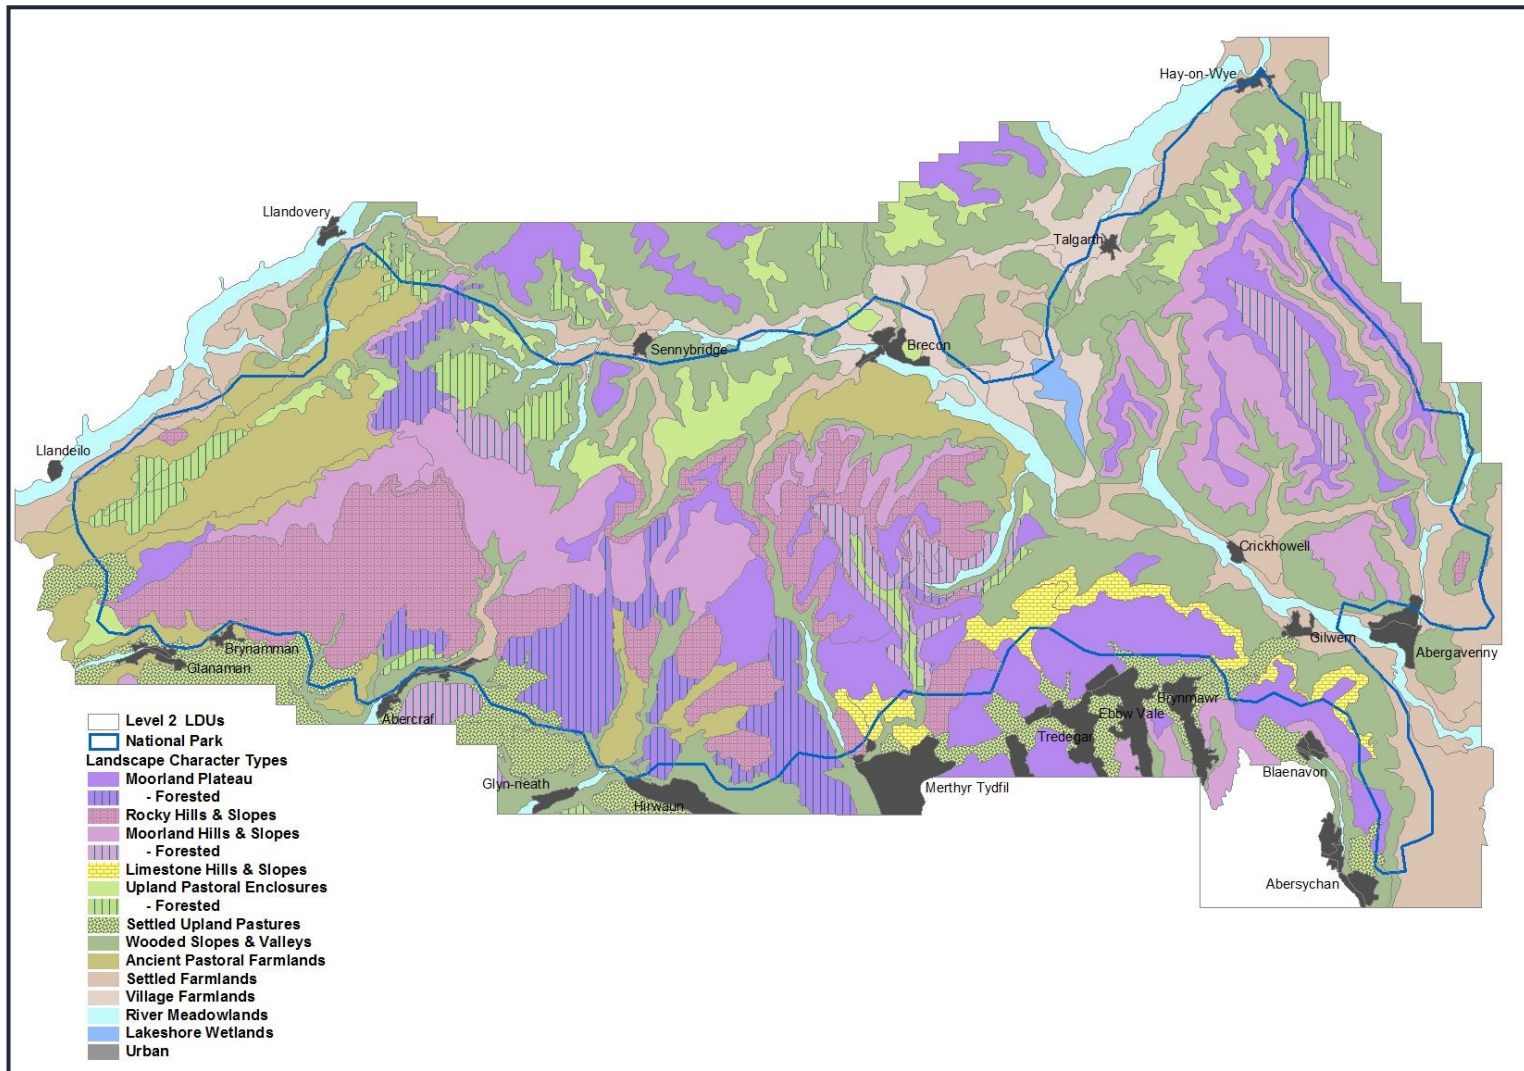 Hay-on-Wye
Llandovery
Talgarth
Sennybridge
Brecon
Llandeilo
Crickhowell
Gilwern
Abergavenny
Brynamman
Glanaman
Abercraf
Brynmawr
Ebbw Vale
Tredegar
Blaenavon
Glyn-neath
Hirwaun
Merthyr Tydfil
Abersychan
Level 2 LDUs
National Park
Landscape Character Types
Moorland Plateau
- Forested
Rocky Hills & Slopes
Moorland Hills & Slopes
- Forested
Limestone Hills & Slopes
Upland Pastoral Enclosures
- Forested
Settled Upland Pastures
Wooded Slopes & Valleys
Ancient Pastoral Farmlands
Settled Farmlands
Village Farmlands
River Meadowlands
Lakeshore Wetlands
Urban